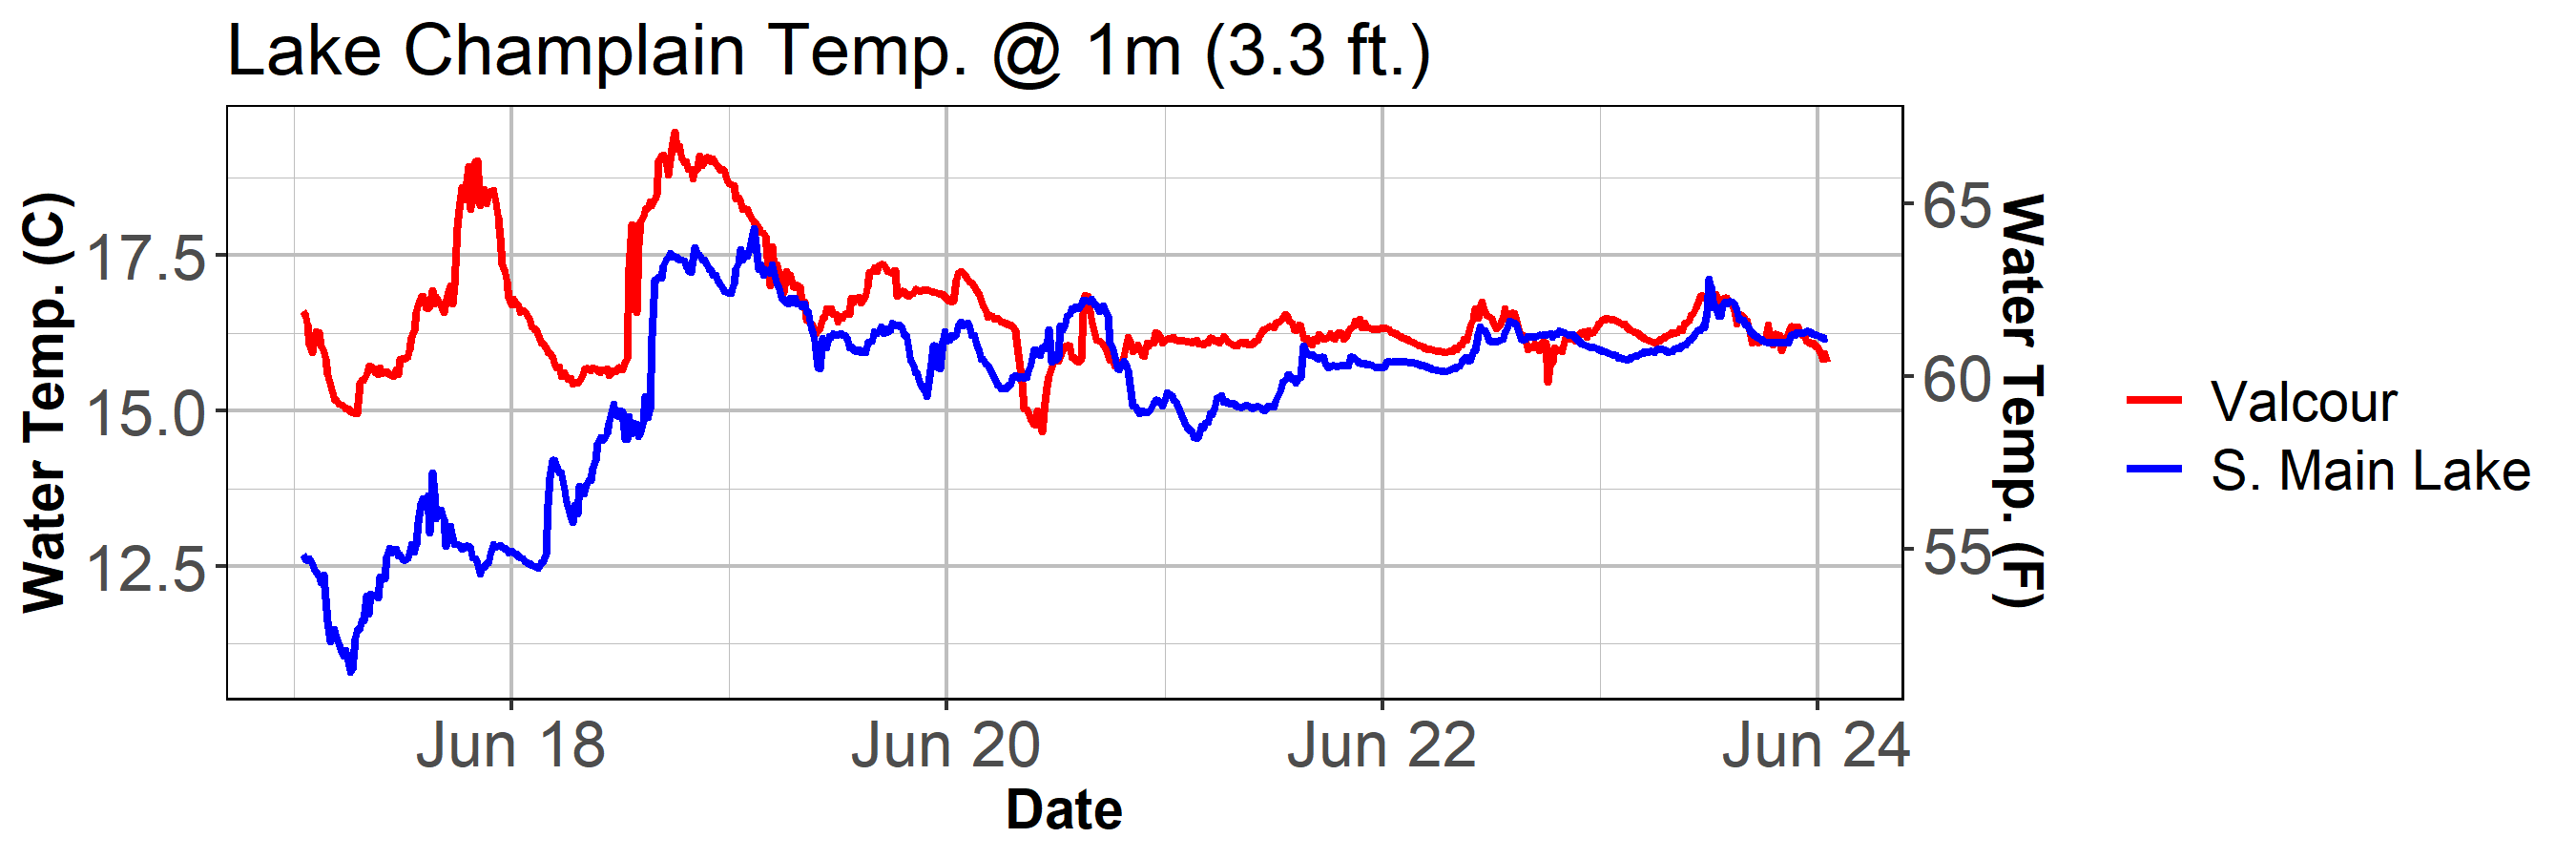 Lake Champlain Temp. @ 1m (3.3 ft.)
Water Temp. (C)
17.5
15.0
12.5
65
60
55
Water Temp. (F)
Jun 18
Jun 20
Jun 22
Jun 24
Date
Valcour
S. Main Lake